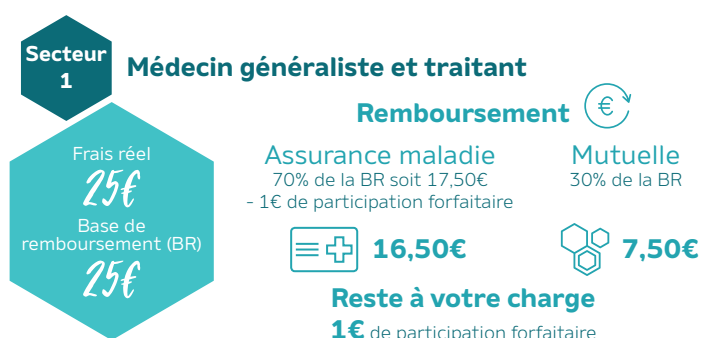 Secteur
1
Médecin généraliste et traitant
Remboursement €
Frais réel
25€
Base de
remboursement (BR)
25€
Assurance maladie
70% de la BR soit 17,50€
- 1€ de participation forfaitaire
16,50€
Mutuelle
30% de la BR
7,50€
Reste à votre charge
1€ de participation forfaitaire